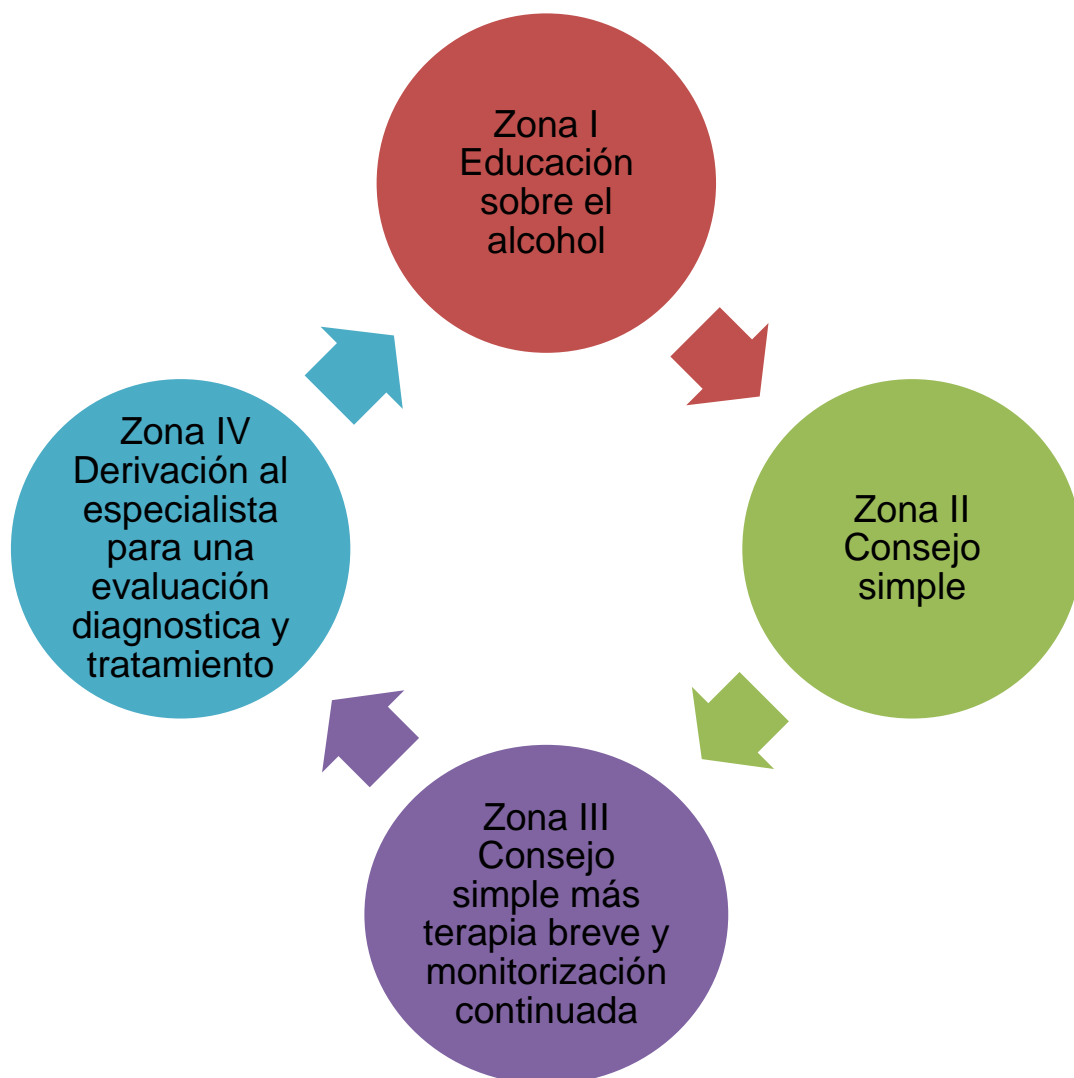 Zona I
Educación
sobre el
alcohol
Zona II
Consejo
simple
Zona III
Consejo
simple más
terapia breve y
monitorización
continuada
Zona IV
Derivación al
especialista
para una
evaluación
diagnostica y
tratamiento